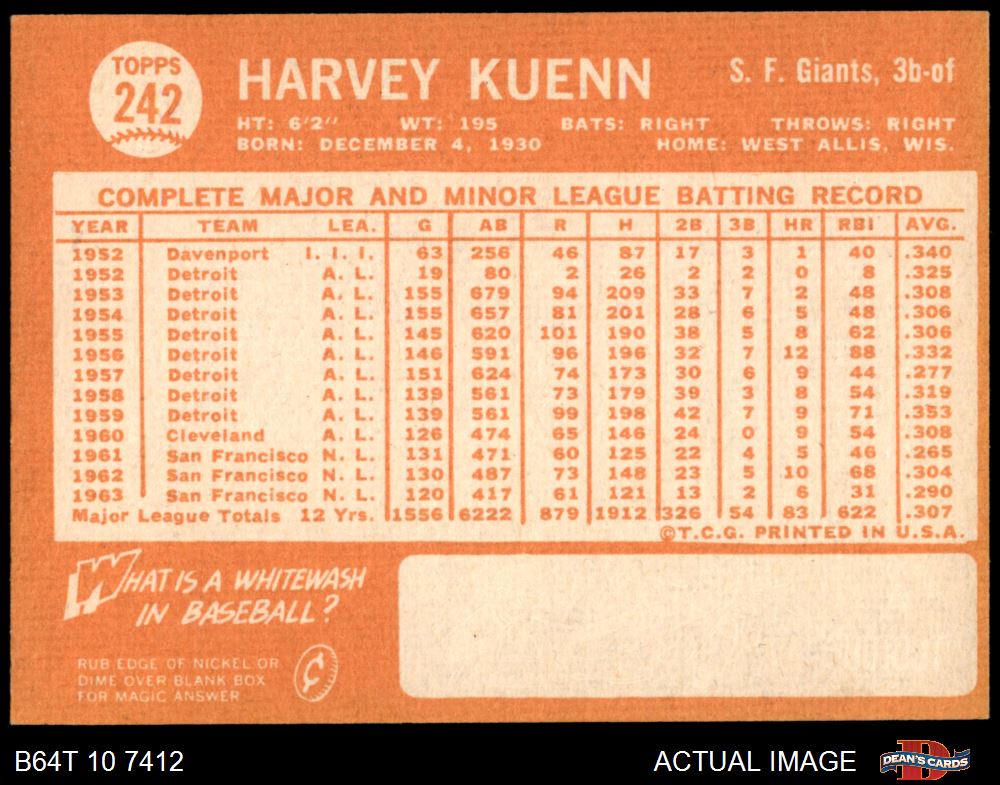 TOPPS
242
HARVEY KUENN
S. F. Giants, 3b-of
HT: 6'2" WT: 195 BATS: RIGHT THROWS: RIGHT
BORN: DECEMBER 4, 1930 HOME: WEST ALLIS, WIS.
COMPLETE MAJOR AND MINOR LEAGUE BATTING RECORD
YEAR TEAM LEA. G AB R H 2B 3B HR RBI AVG.
1952 Davenport I. I. I. 63 256 46 87 17 3 1 40 .340
1952 Detroit A. L. 19 80 2 26 2 2 0 8 .325
1953 Detroit A. L. 155 679 94 209 33 7 2 48 .308
1954 Detroit A. L. 155 657 81 201 28 6 5 48 .306
1955 Detroit A. L. 145 620 101 190 38 5 8 62 .306
1956 Detroit A. L. 146 591 96 196 32 7 12 88 .332
1957 Detroit A. L. 151 624 74 173 30 6 9 44 .277
1958 Detroit A. L. 139 561 73 179 39 3 8 54 .319
1959 Detroit A. L. 139 561 99 198 42 7 9 71 .353
1960 Cleveland A. L. 126 474 65 146 24 0 9 54 .308
1961 San Francisco N. L. 131 471 60 125 22 4 5 46 .265
1962 San Francisco N. L. 130 487 73 148 23 5 10 68 .304
1963 San Francisco N. L. 120 417 61 121 13 2 6 31 .290
Major League Totals 12 Yrs. 1556 6222 879 1912 326 54 83 622 .307
©T.C.G. PRINTED IN U.S.A.
WHAT IS A WHITEWASH
IN BASEBALL?
RUB EDGE OF NICKEL OR
DIME OVER BLANK BOX
FOR MAGIC ANSWER
¢
B64T 10 7412
ACTUAL IMAGE
DEAN'S CARDS